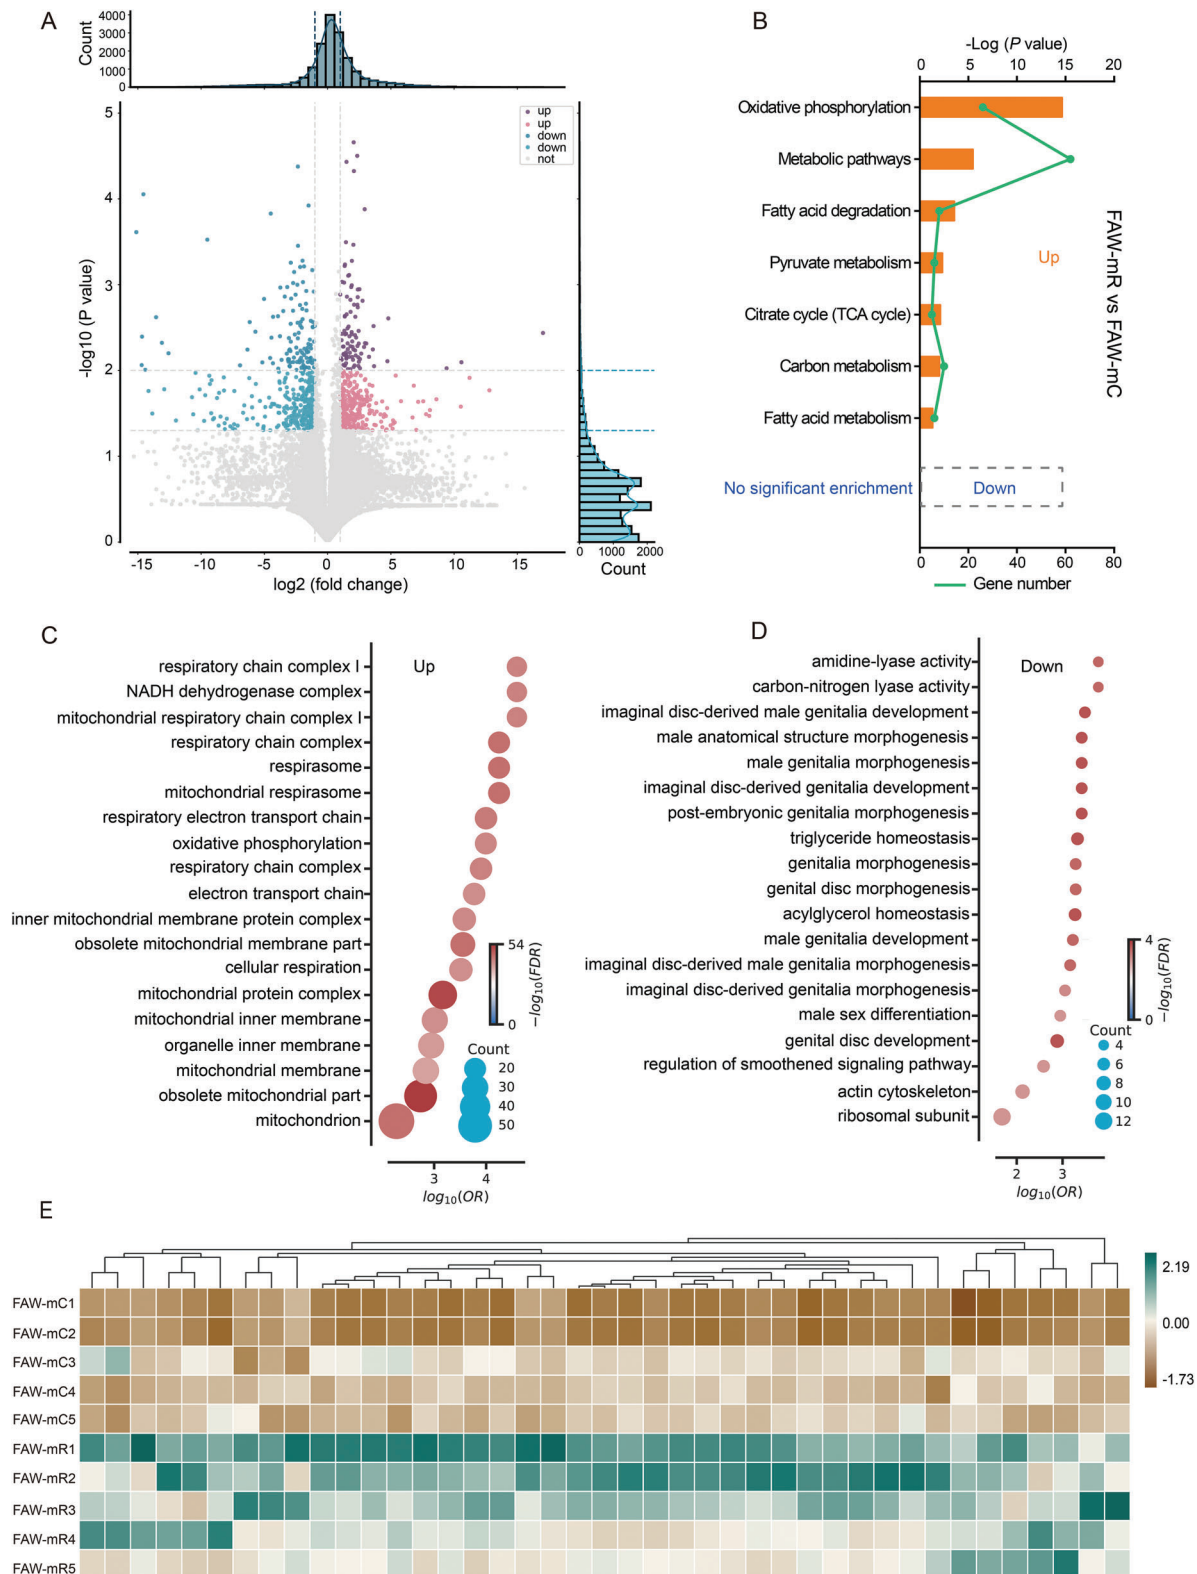 A
Count
4000
3000
2000
1000
0
5
4
3
2
1
0
-log10 (P value)
up
up
down
down
not
-15
-10
-5
0
5
10
15
log2 (fold change)
0
1000
2000
Count
B
-Log (P value)
0
5
10
15
20
Oxidative phosphorylation
Metabolic pathways
Fatty acid degradation
Pyruvate metabolism
Citrate cycle (TCA cycle)
Carbon metabolism
Fatty acid metabolism
Up
FAW-mR vs FAW-mC
No significant enrichment
Down
0
20
40
60
80
Gene number
C
Up
respiratory chain complex I
NADH dehydrogenase complex
mitochondrial respiratory chain complex I
respiratory chain complex
respirasome
mitochondrial respirasome
respiratory electron transport chain
oxidative phosphorylation
respiratory chain complex
electron transport chain
inner mitochondrial membrane protein complex
obsolete mitochondrial membrane part
cellular respiration
mitochondrial protein complex
mitochondrial inner membrane
organelle inner membrane
mitochondrial membrane
obsolete mitochondrial part
mitochondrion
54
0
−log10(FDR)
Count
20
30
40
50
3
4
log10(OR)
D
Down
amidine-lyase activity
carbon-nitrogen lyase activity
imaginal disc-derived male genitalia development
male anatomical structure morphogenesis
male genitalia morphogenesis
imaginal disc-derived genitalia development
post-embryonic genitalia morphogenesis
triglyceride homeostasis
genitalia morphogenesis
genital disc morphogenesis
acylglycerol homeostasis
male genitalia development
imaginal disc-derived male genitalia morphogenesis
imaginal disc-derived genitalia morphogenesis
male sex differentiation
genital disc development
regulation of smoothened signaling pathway
actin cytoskeleton
ribosomal subunit
4
0
−log10(FDR)
Count
4
6
8
10
12
2
3
log10(OR)
E
FAW-mC1
FAW-mC2
FAW-mC3
FAW-mC4
FAW-mC5
FAW-mR1
FAW-mR2
FAW-mR3
FAW-mR4
FAW-mR5
2.19
0.00
-1.73